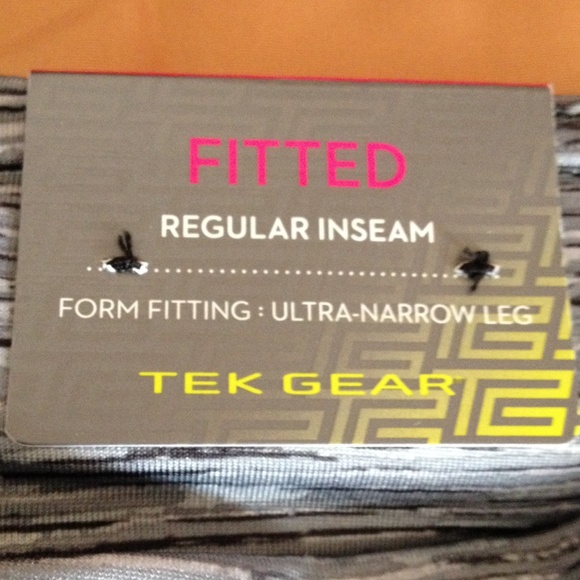 FITTED
REGULAR INSEAM
FORM FITTING : ULTRA-NARROW LEG
TEK GEAR